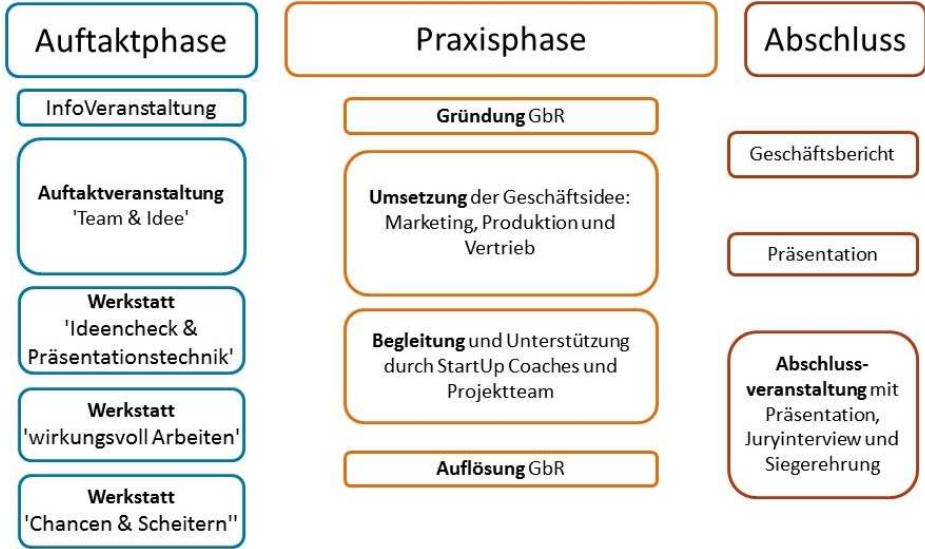 Auftaktphase
InfoVeranstaltung
Auftaktveranstaltung
'Team & Idee'
Werkstatt
'Ideencheck &
Präsentationstechnik'
Werkstatt
'wirkungsvoll Arbeiten'
Werkstatt
'Chancen & Scheitern''
Praxisphase
Gründung GbR
Umsetzung der Geschäftsidee:
Marketing, Produktion und
Vertrieb
Begleitung und Unterstützung
durch StartUp Coaches und
Projektteam
Auflösung GbR
Abschluss
Geschäftsbericht
Präsentation
Abschluss-
veranstaltung mit
Präsentation,
Juryinterview und
Siegerehrung